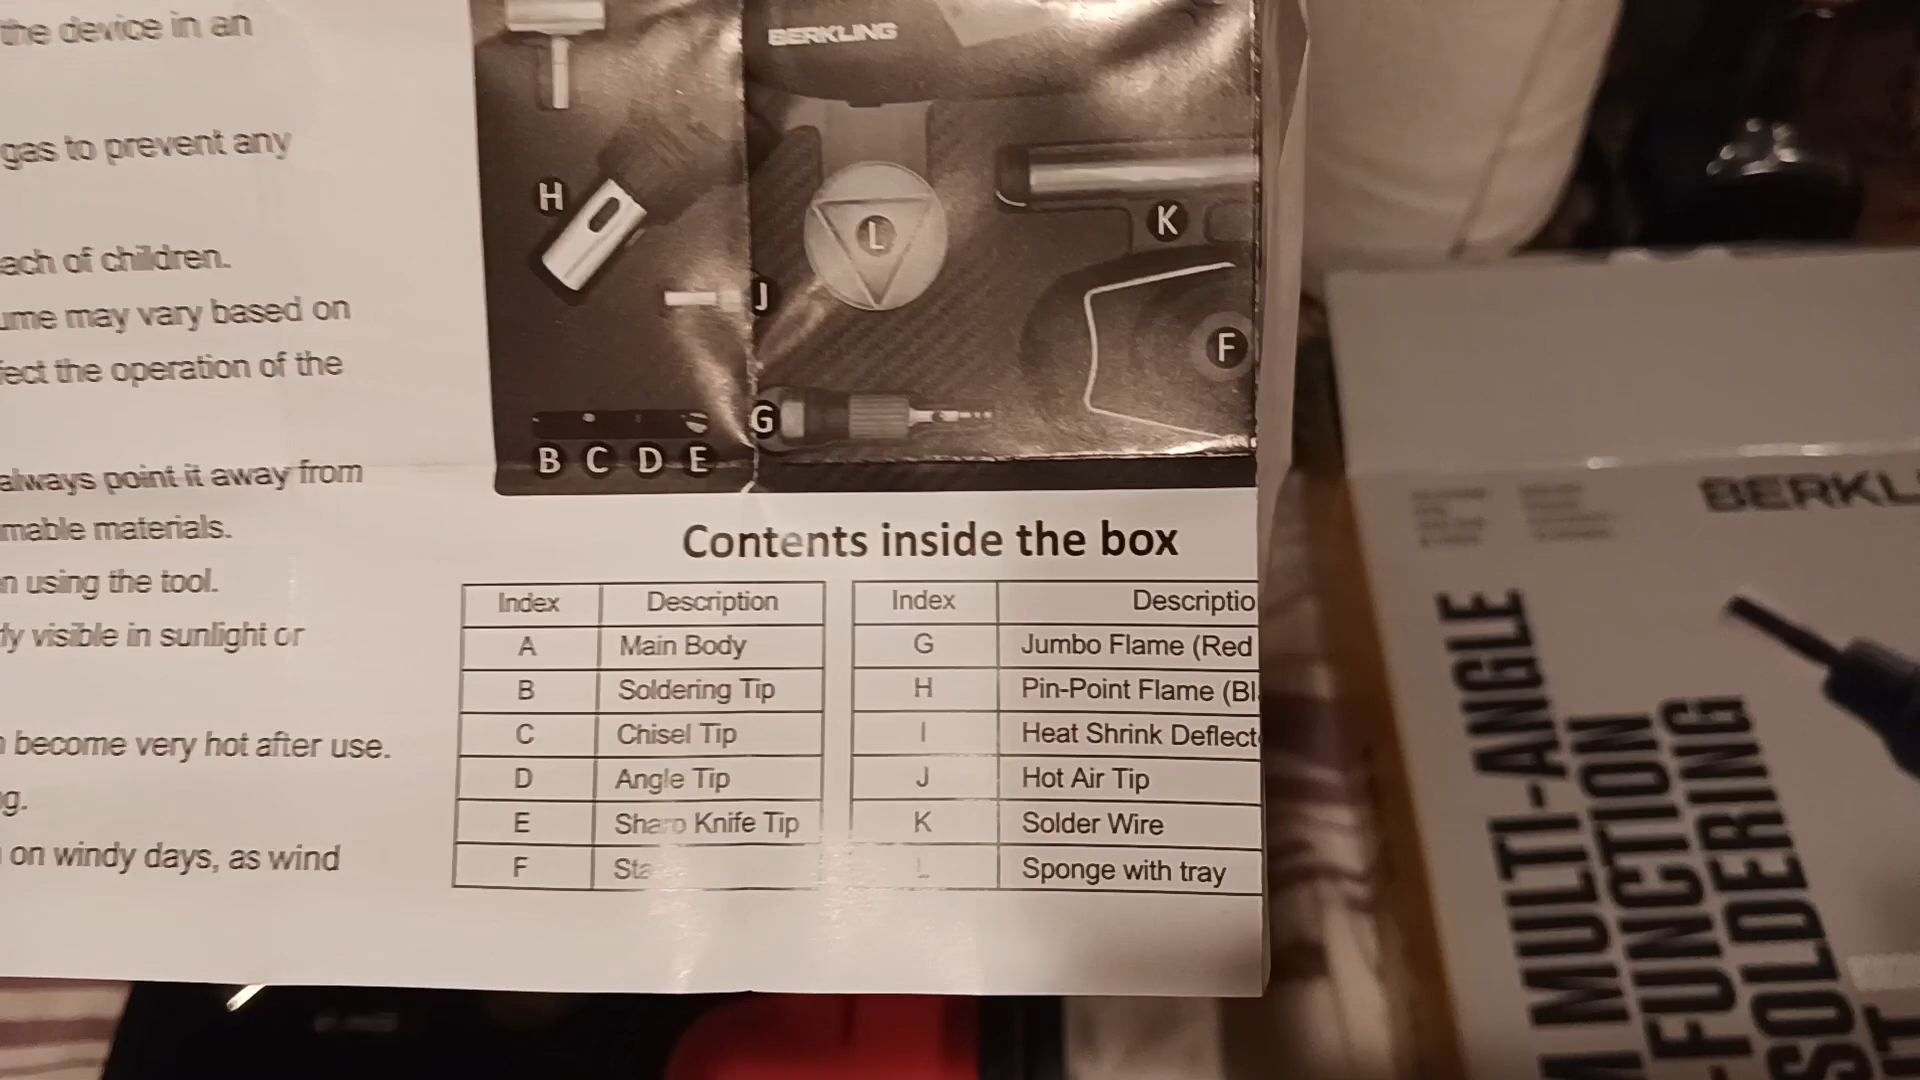 the device in an
gas to prevent any
ach of children.
ume may vary based on
fect the operation of the
always point it away from
mable materials.
n using the tool.
ly visible in sunlight or
become very hot after use.
g.
on windy days, as wind
BERKLING
H
L
K
J
F
G
B C D E
Contents inside the box
Index Description
A Main Body
B Soldering Tip
C Chisel Tip
D Angle Tip
E Sharp Knife Tip
F
Index Descriptio
G Jumbo Flame (Red
H Pin-Point Flame (Bl
I Heat Shrink Deflect
J Hot Air Tip
K Solder Wire
L Sponge with tray
BERKL
MULTI-ANGLE
-FUNCTION
SOLDERING